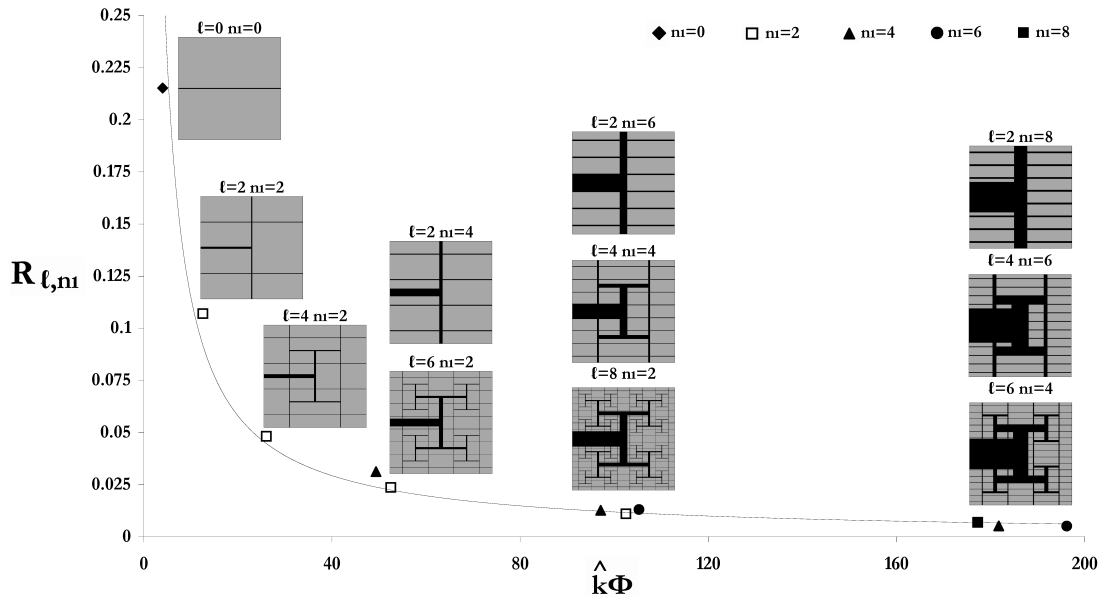 0.25
ℓ=0 n1=0
n1=0 n1=2 n1=4 n1=6 n1=8
0.225
0.2
ℓ=2 n1=6
ℓ=2 n1=8
0.175
ℓ=2 n1=2
0.15
ℓ=2 n1=4
ℓ=4 n1=4
R ℓ,n1
0.125
ℓ=4 n1=6
0.1
ℓ=4 n1=2
ℓ=6 n1=2
ℓ=8 n1=2
0.075
ℓ=6 n1=4
0.05
0.025
0
0 40 80 120 160 200
k̂Φ